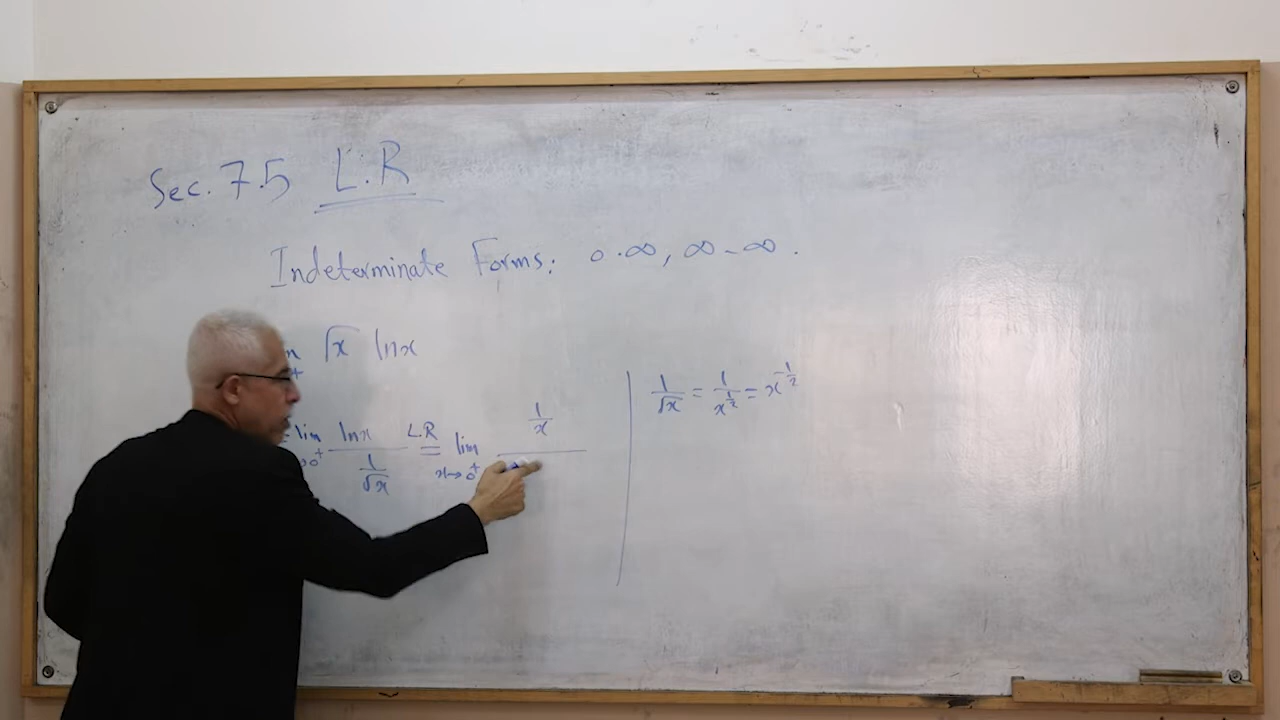 Sec. 7.5 L.R
Indeterminate Forms: 0·∞, ∞-∞.
√x lnx
+
lim x→0⁺ lnx / (1/√x) L.R = lim x→0⁺ (1/x) /
1/√x = 1/x^(1/2) = x^(-1/2)